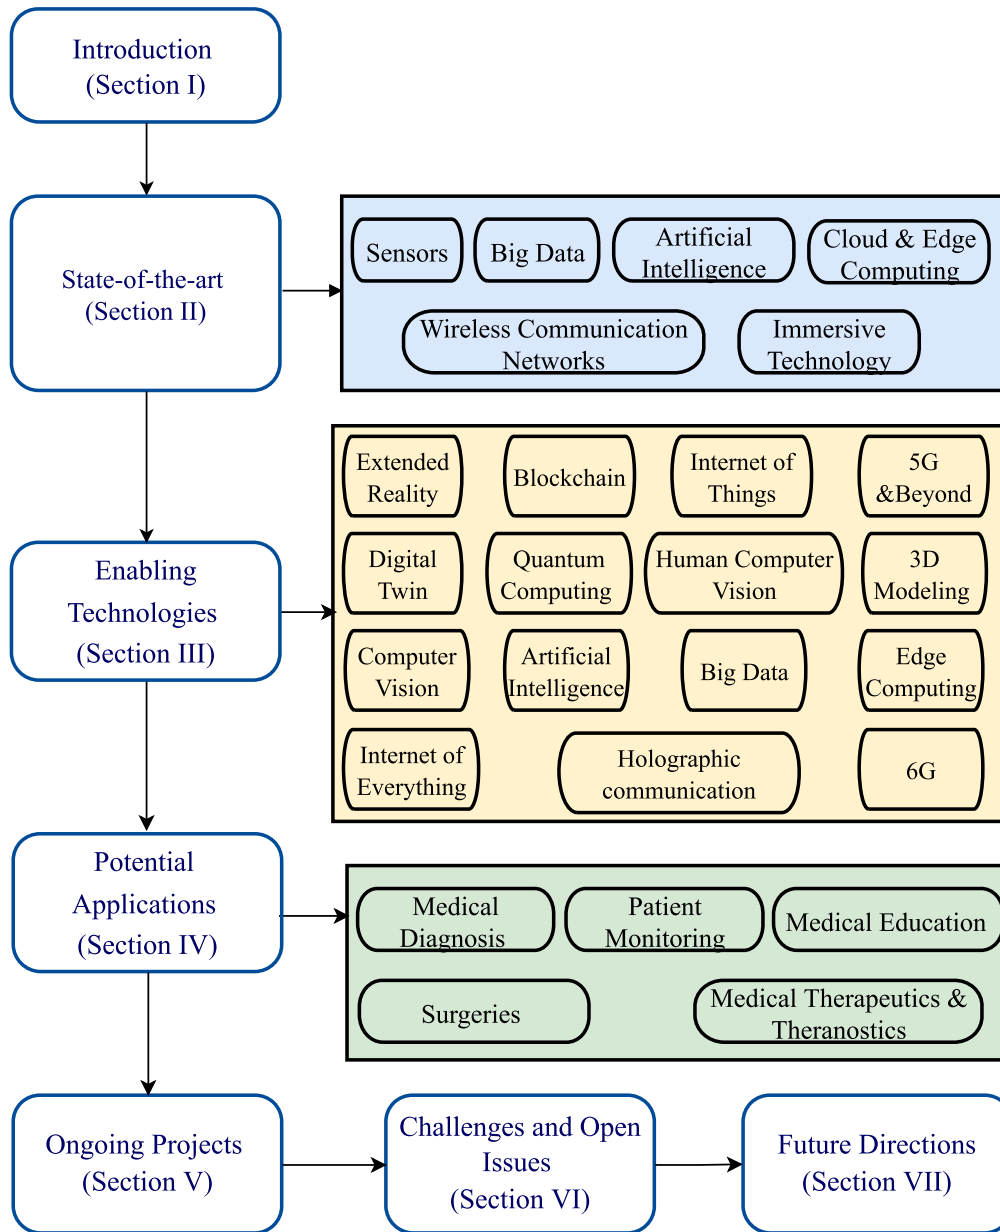 Introduction
(Section I)
State-of-the-art
(Section II)
Sensors
Big Data
Artificial
Intelligence
Cloud & Edge
Computing
Wireless Communication
Networks
Immersive
Technology
Enabling
Technologies
(Section III)
Extended
Reality
Blockchain
Internet of
Things
5G
&Beyond
Digital
Twin
Quantum
Computing
Human Computer
Vision
3D
Modeling
Computer
Vision
Artificial
Intelligence
Big Data
Edge
Computing
Internet of
Everything
Holographic
communication
6G
Potential
Applications
(Section IV)
Medical
Diagnosis
Patient
Monitoring
Medical Education
Surgeries
Medical Therapeutics &
Theranostics
Ongoing Projects
(Section V)
Challenges and Open
Issues
(Section VI)
Future Directions
(Section VII)